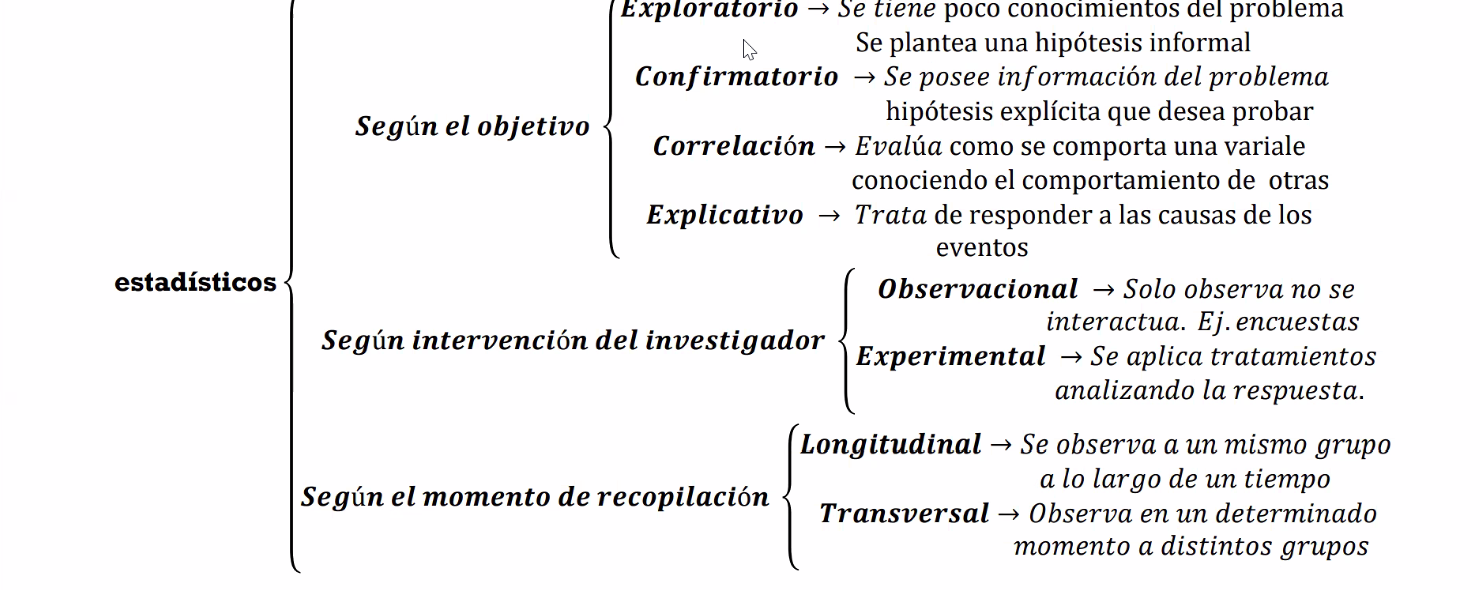 Exploratorio → Se tiene poco conocimientos del problema
Se plantea una hipótesis informal
Confirmatorio → Se posee información del problema
hipótesis explícita que desea probar
Según el objetivo
Correlación → Evalúa como se comporta una variale
conociendo el comportamiento de otras
Explicativo → Trata de responder a las causas de los
eventos
estadísticos
Observacional → Solo observa no se
interactua. Ej. encuestas
Según intervención del investigador
Experimental → Se aplica tratamientos
analizando la respuesta.
Longitudinal → Se observa a un mismo grupo
a lo largo de un tiempo
Según el momento de recopilación
Transversal → Observa en un determinado
momento a distintos grupos